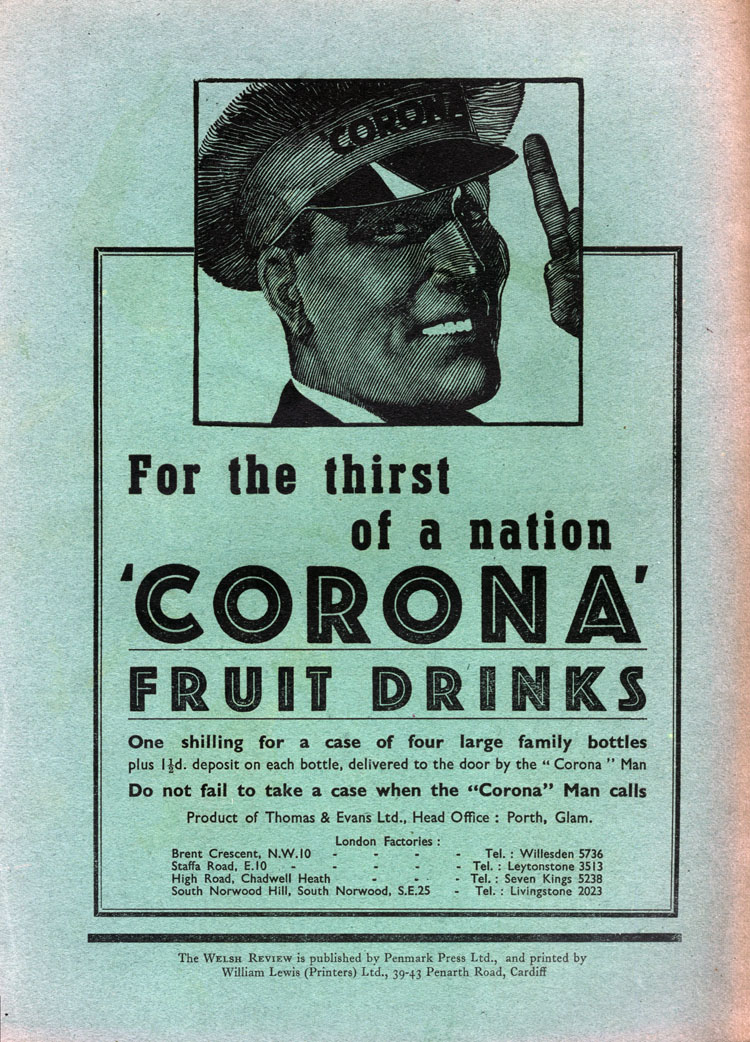 CORONA
For the thirst
of a nation
'CORONA'
FRUIT DRINKS
One shilling for a case of four large family bottles
plus 1½d. deposit on each bottle, delivered to the door by the "Corona" Man
Do not fail to take a case when the "Corona" Man calls
Product of Thomas & Evans Ltd., Head Office : Porth, Glam.
London Factories :
Brent Crescent, N.W.10 - - - - Tel. : Willesden 5736
Staffa Road, E.10 - - - - - Tel. : Leytonstone 3513
High Road, Chadwell Heath - - - Tel. : Seven Kings 5238
South Norwood Hill, South Norwood, S.E.25 - Tel. : Livingstone 2023
The WELSH REVIEW is published by Penmark Press Ltd., and printed by
William Lewis (Printers) Ltd., 39-43 Penarth Road, Cardiff